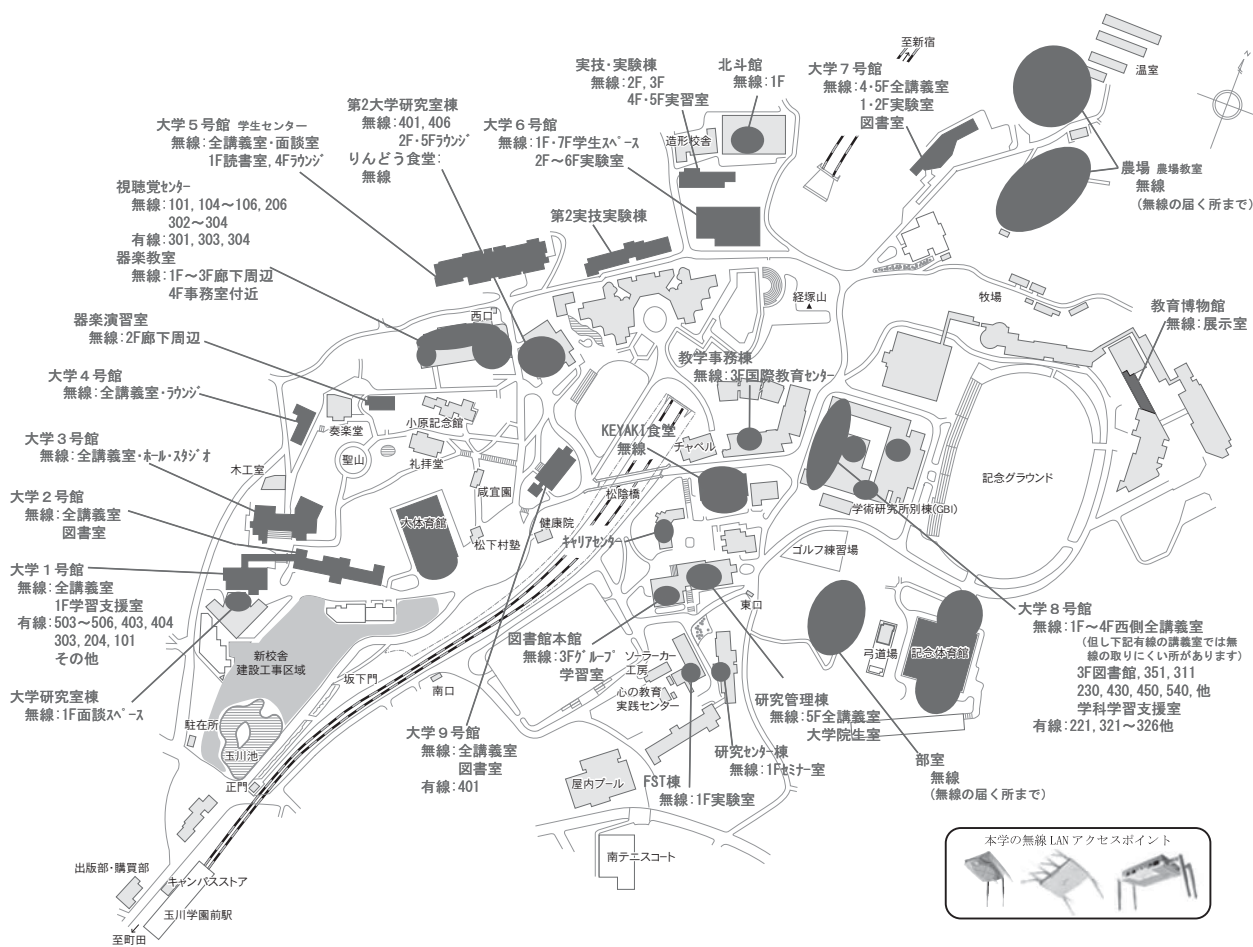 至新宿
実技・実験棟
無線:2F, 3F
4F・5F実習室
北斗館
無線:1F
大学7号館
無線:4・5F全講義室
1・2F実験室
図書室
温室
N
第2大学研究室棟
無線:401, 406
2F・5Fラウンジ
りんどう食堂:
無線
大学5号館 学生センター
無線:全講義室・面談室
1F読書室, 4Fラウンジ
大学6号館
無線:1F・7F学生スペース
2F～6F実験室
造形校舎
農場 農場教室
無線
(無線の届く所まで)
視聴覚センター
無線:101, 104～106, 206
302～304
有線:301, 303, 304
器楽教室
無線:1F～3F廊下周辺
4F事務室付近
第2実技実験棟
器楽演習室
無線:2F廊下周辺
西口
経塚山
牧場
教育博物館
無線:展示室
大学4号館
無線:全講義室・ラウンジ
教学事務棟
無線:3F国際教育センター
奏楽堂
小原記念館
KEYAKI食堂
無線
チャペル
大学3号館
無線:全講義室・ホール・スタジオ
木工室
聖山
礼拝堂
咸宜園
松陰橋
記念グラウンド
大学2号館
無線:全講義室
図書室
大体育館
松下村塾
健康院
キャリアセンター
学術研究所別棟(GBI)
ゴルフ練習場
大学1号館
無線:全講義室
1F学習支援室
有線:503～506, 403, 404
303, 204, 101
その他
東口
大学8号館
無線:1F～4F西側全講義室
(但し下記有線の講義室では無
線の取りにくい所があります)
3F図書館, 351, 311
230, 430, 450, 540, 他
学科学習支援室
有線:221, 321～326他
新校舎
建設工事区域
図書館本館
無線:3Fグループ
学習室
ソーラーカー
工房
心の教育
実践センター
弓道場
記念体育館
大学研究室棟
無線:1F面談スペース
坂下門
南口
駐在所
玉川池
正門
大学9号館
無線:全講義室
図書室
有線:401
研究管理棟
無線:5F全講義室
大学院生室
研究センター棟
無線:1Fセミナー室
部室
無線
(無線の届く所まで)
屋内プール
FST棟
無線:1F実験室
南テニスコート
本学の無線LANアクセスポイント
出版部・購買部
キャンパスストア
玉川学園前駅
至町田